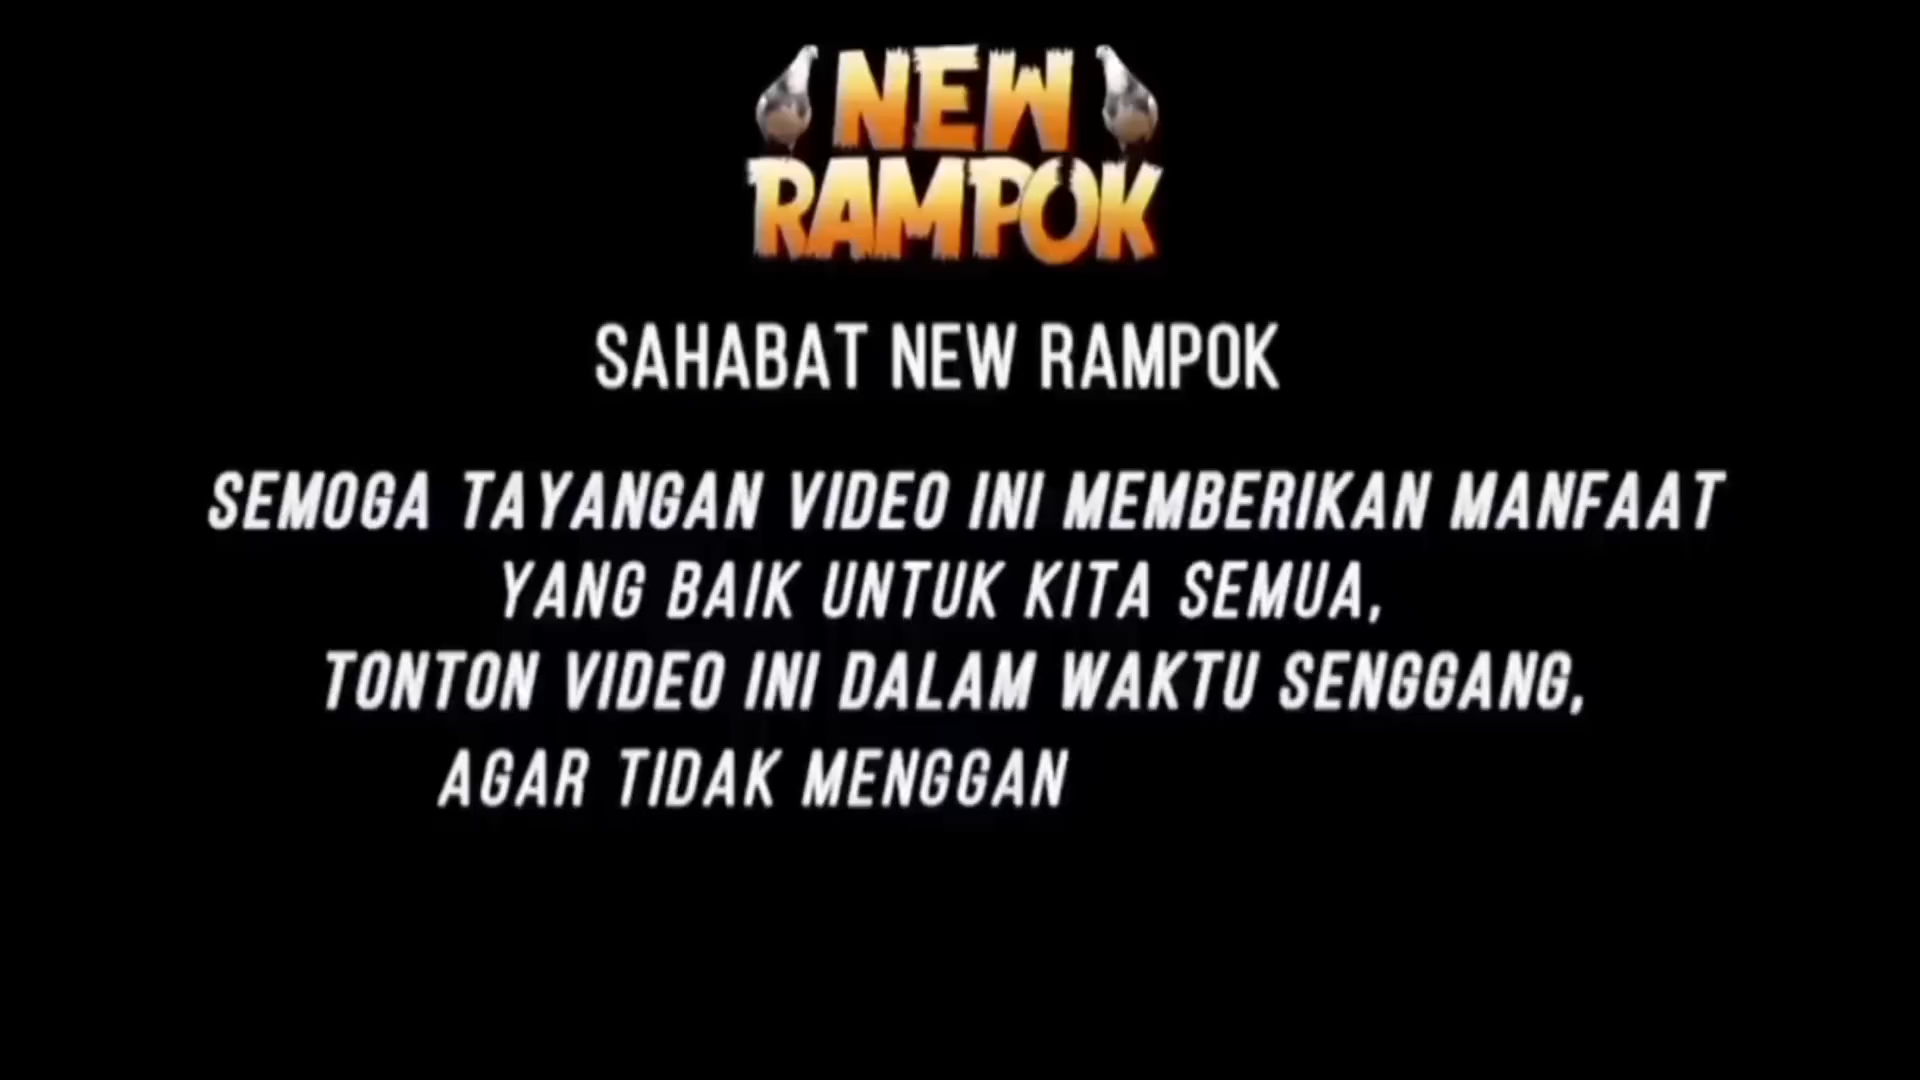 NEW
RAMPOK
SAHABAT NEW RAMPOK
SEMOGA TAYANGAN VIDEO INI MEMBERIKAN MANFAAT
YANG BAIK UNTUK KITA SEMUA,
TONTON VIDEO INI DALAM WAKTU SENGGANG,
AGAR TIDAK MENGGAN